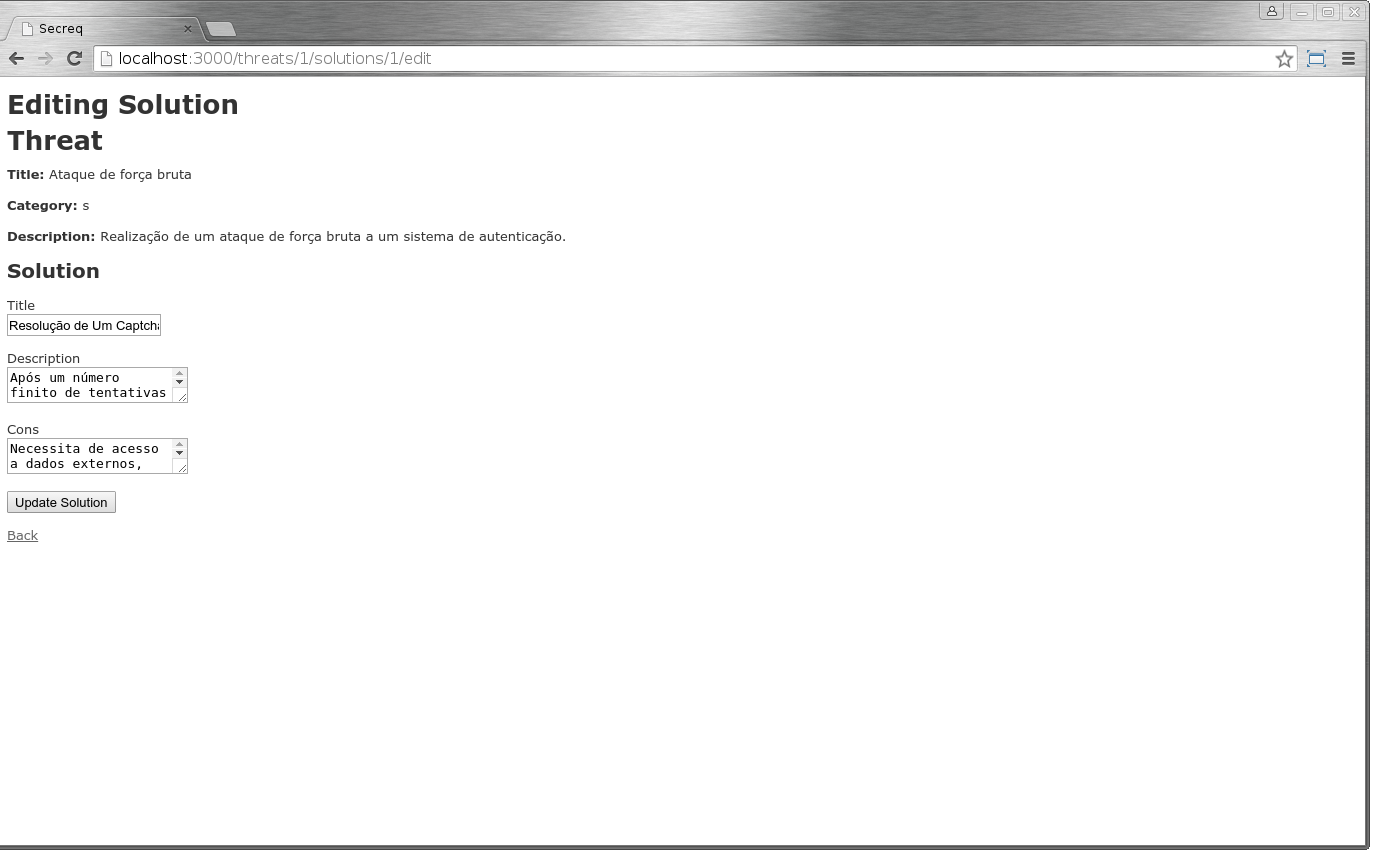 Secreq
localhost:3000/threats/1/solutions/1/edit
Editing Solution
Threat
Title: Ataque de força bruta
Category: s
Description: Realização de um ataque de força bruta a um sistema de autenticação.
Solution
Title
Resolução de Um Captcha
Description
Após um número
finito de tentativas
Cons
Necessita de acesso
a dados externos,
Update Solution
Back